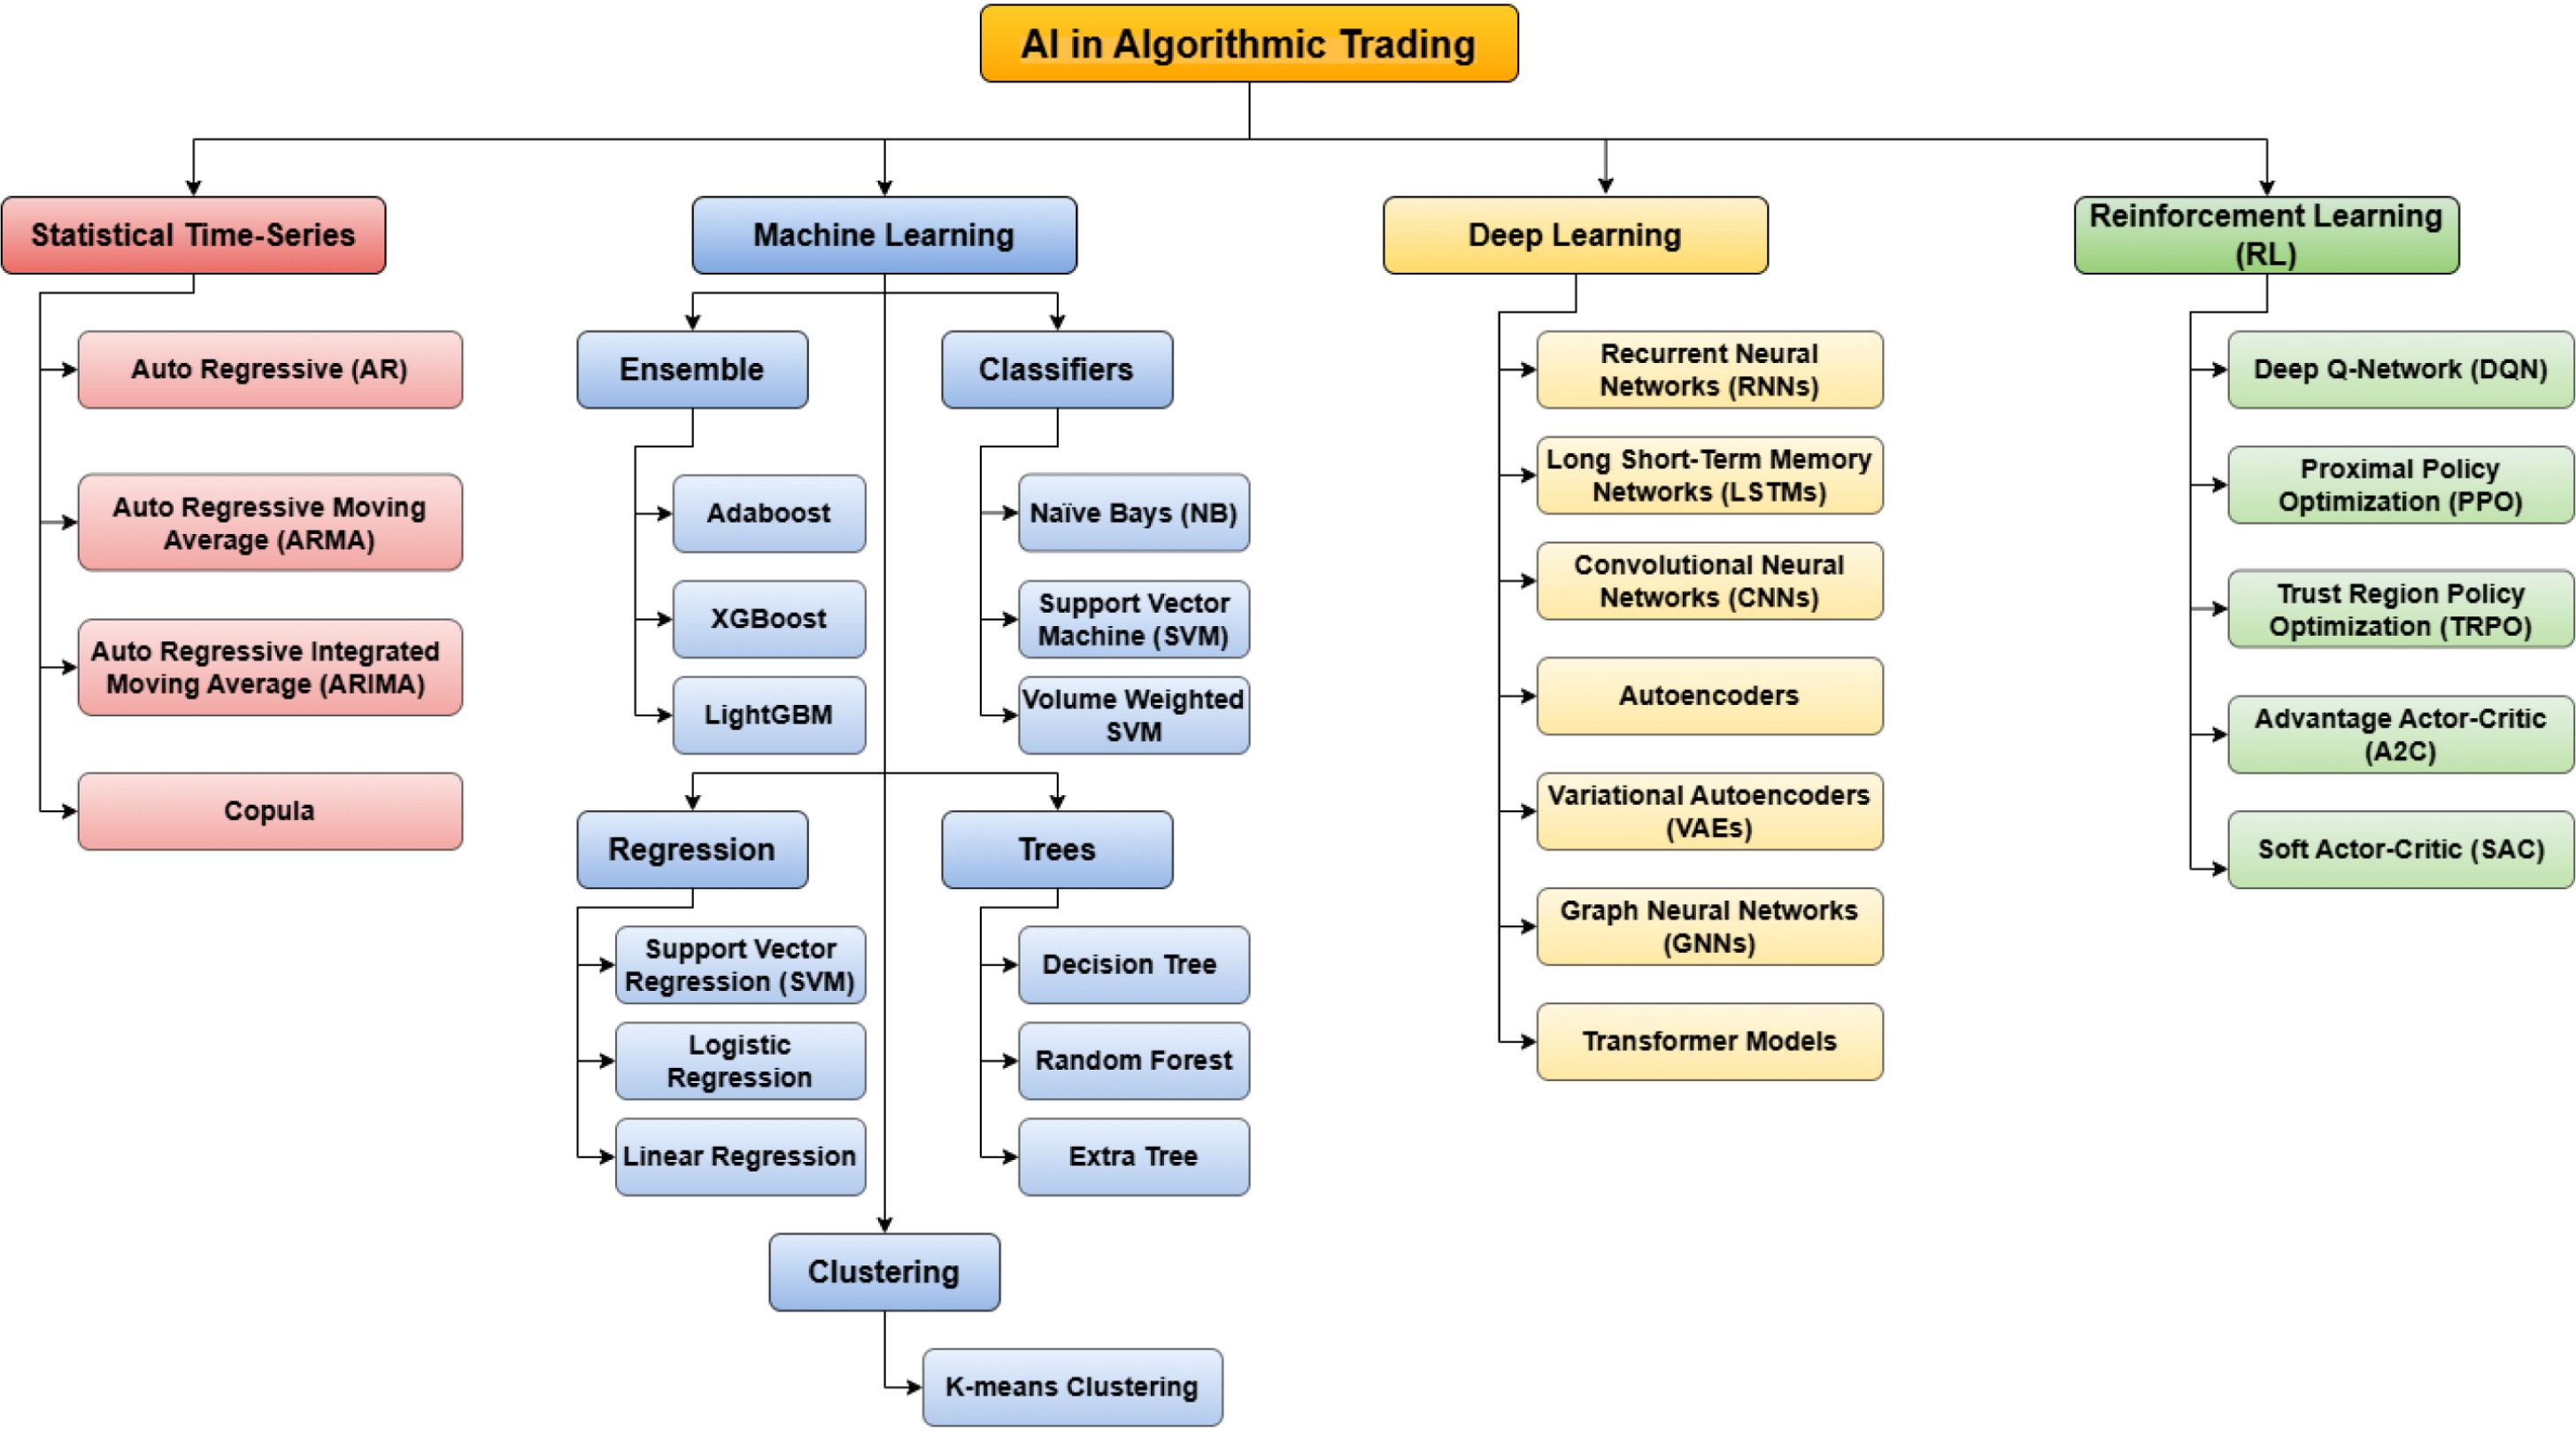 AI in Algorithmic Trading
Statistical Time-Series
Auto Regressive (AR)
Auto Regressive Moving
Average (ARMA)
Auto Regressive Integrated
Moving Average (ARIMA)
Copula
Machine Learning
Ensemble
Adaboost
XGBoost
LightGBM
Classifiers
Naïve Bays (NB)
Support Vector
Machine (SVM)
Volume Weighted
SVM
Regression
Support Vector
Regression (SVM)
Logistic
Regression
Linear Regression
Trees
Decision Tree
Random Forest
Extra Tree
Clustering
K-means Clustering
Deep Learning
Recurrent Neural
Networks (RNNs)
Long Short-Term Memory
Networks (LSTMs)
Convolutional Neural
Networks (CNNs)
Autoencoders
Variational Autoencoders
(VAEs)
Graph Neural Networks
(GNNs)
Transformer Models
Reinforcement Learning
(RL)
Deep Q-Network (DQN)
Proximal Policy
Optimization (PPO)
Trust Region Policy
Optimization (TRPO)
Advantage Actor-Critic
(A2C)
Soft Actor-Critic (SAC)